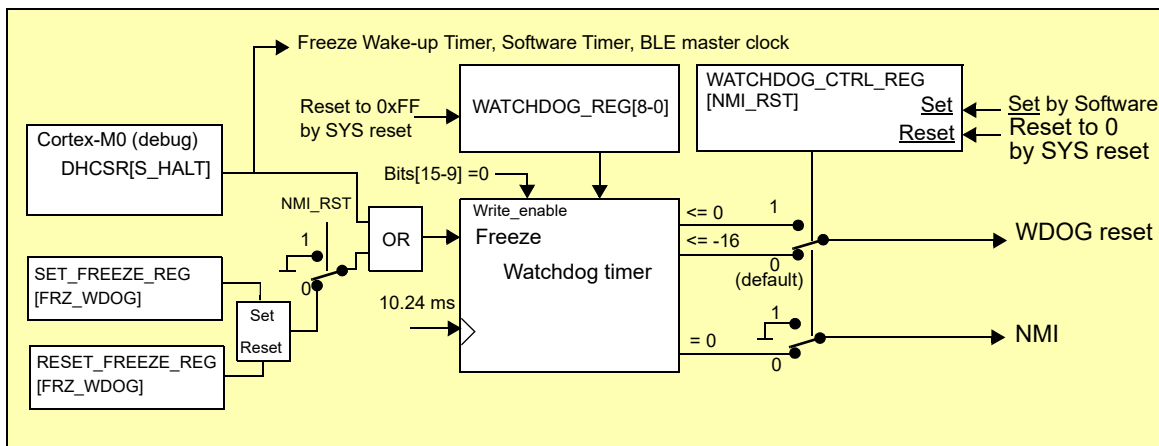 Freeze Wake-up Timer, Software Timer, BLE master clock
Reset to 0xFF
by SYS reset
WATCHDOG_REG[8-0]
WATCHDOG_CTRL_REG
[NMI_RST]
Set
Reset
Set by Software
Reset to 0
by SYS reset
Cortex-M0 (debug)
DHCSR[S_HALT]
Bits[15-9] =0
NMI_RST
1
0
OR
Write_enable
Freeze
Watchdog timer
10.24 ms
<= 0
<= -16
= 0
1
0
(default)
WDOG reset
1
0
NMI
SET_FREEZE_REG
[FRZ_WDOG]
Set
Reset
RESET_FREEZE_REG
[FRZ_WDOG]